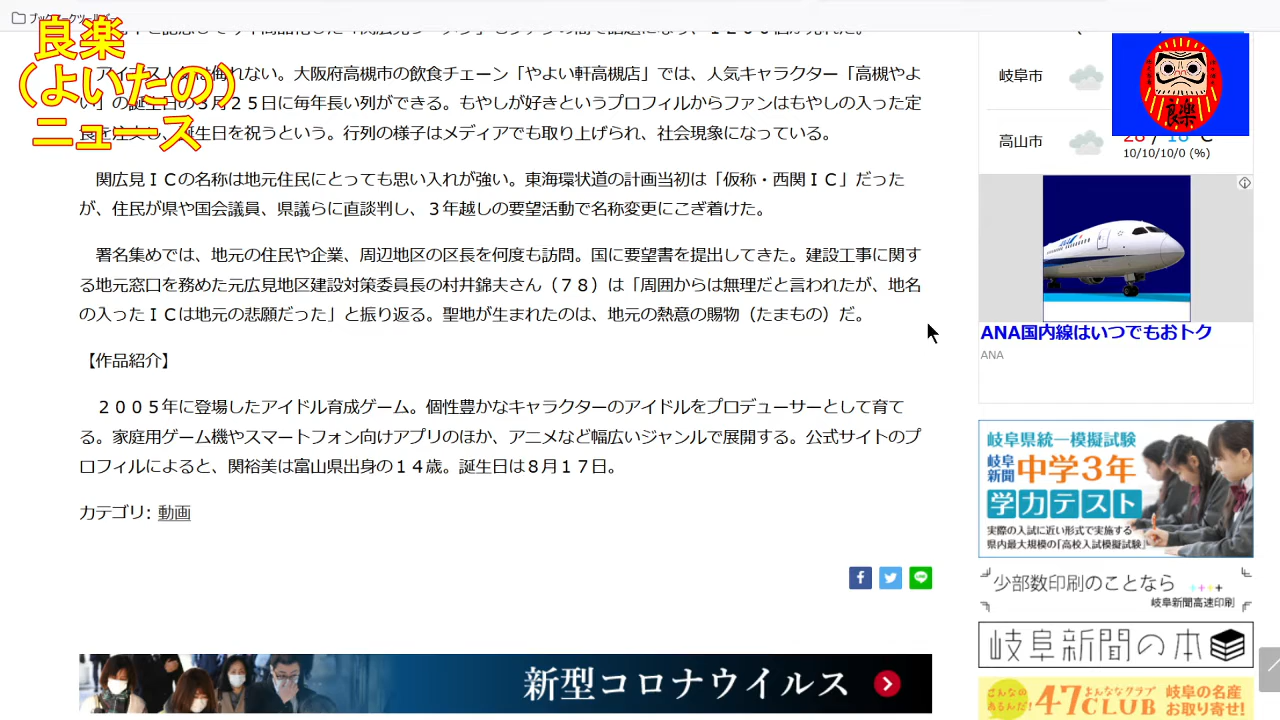 良楽
（よいたの）
ニュース
人
れない。大阪府高槻市の飲食チェーン「やよい軒高槻店」では、人気キャラクター「高槻やよ
い」の誕生日の３月２５日に毎年長い列ができる。もやしが好きというプロフィルからファンはもやしの入った定
誕生日を祝うという。行列の様子はメディアでも取り上げられ、社会現象になっている。
関広見ＩＣの名称は地元住民にとっても思い入れが強い。東海環状道の計画当初は「仮称・西関ＩＣ」だった
が、住民が県や国会議員、県議らに直談判し、３年越しの要望活動で名称変更にこぎ着けた。
署名集めでは、地元の住民や企業、周辺地区の区長を何度も訪問。国に要望書を提出してきた。建設工事に関す
る地元窓口を務めた元広見地区建設対策委員長の村井錦夫さん（７８）は「周囲からは無理だと言われたが、地名
の入ったＩＣは地元の悲願だった」と振り返る。聖地が生まれたのは、地元の熱意の賜物（たまもの）だ。
【作品紹介】
２００５年に登場したアイドル育成ゲーム。個性豊かなキャラクターのアイドルをプロデューサーとして育て
る。家庭用ゲーム機やスマートフォン向けアプリのほか、アニメなど幅広いジャンルで展開する。公式サイトのプ
ロフィルによると、関裕美は富山県出身の１４歳。誕生日は８月１７日。
カテゴリ: 動画
新型コロナウイルス
岐阜市
高山市
10/10/10/0 (%)
良楽
ANA国内線はいつでもおトク
ANA
岐阜県統一模擬試験
岐阜新聞 中学３年
学力テスト
実際の入試に近い形式で実施する
県内最大規模の「高校入試模擬試験」
少部数印刷のことなら
岐阜新聞高速印刷
岐阜新聞の本
こんなのあるんだ！ 47CLUB よんななクラブ 岐阜の名産
お取り寄せ！